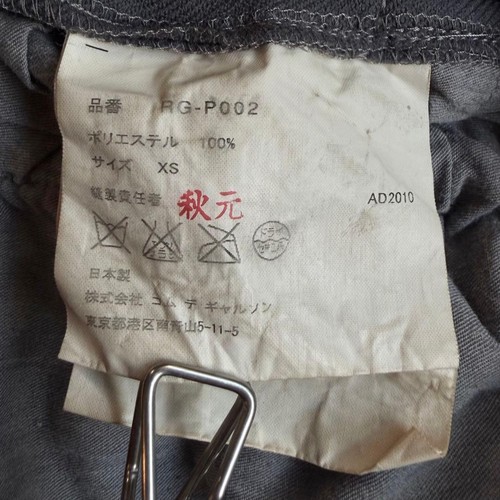 品番 RG-P002
ポリエステル 100%
サイズ XS
縫製責任者 秋元
AD2010
日本製
株式会社 コム デ ギャルソン
東京都港区南青山5-11-5